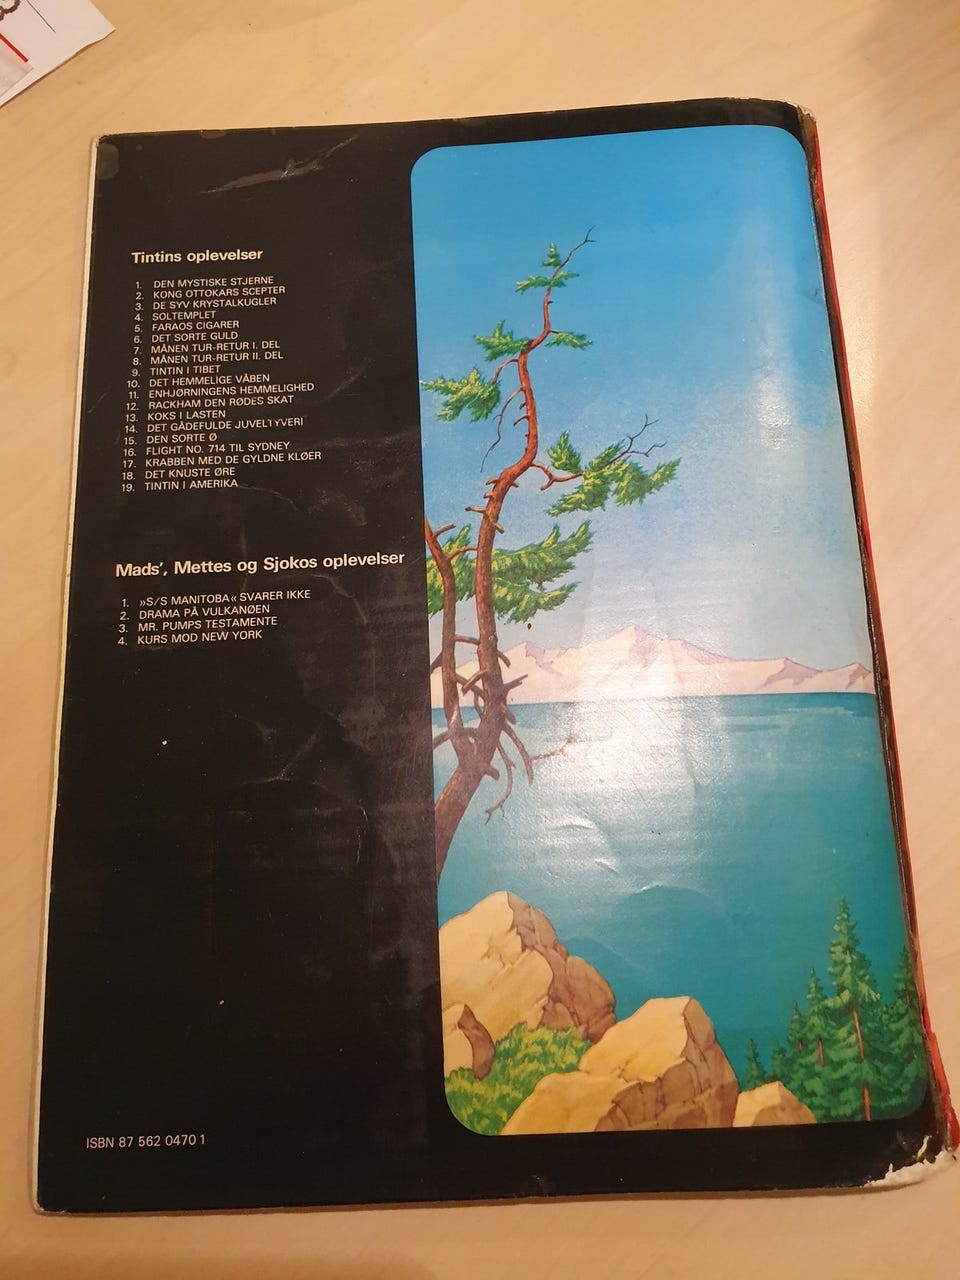 Tintins oplevelser
1. DEN MYSTISKE STJERNE
2. KONG OTTOKARS SCEPTER
3. DE SYV KRYSTALKUGLER
4. SOLTEMPLET
5. FARAOS CIGARER
6. DET SORTE GULD
7. MÅNEN TUR-RETUR I. DEL
8. MÅNEN TUR-RETUR II. DEL
9. TINTIN I TIBET
10. DET HEMMELIGE VÅBEN
11. ENHJØRNINGENS HEMMELIGHED
12. RACKHAM DEN RØDES SKAT
13. KOKS I LASTEN
14. DET GÅDEFULDE JUVELTYVERI
15. DEN SORTE Ø
16. FLIGHT NO. 714 TIL SYDNEY
17. KRABBEN MED DE GYLDNE KLØER
18. DET KNUSTE ØRE
19. TINTIN I AMERIKA
Mads', Mettes og Sjokos oplevelser
1. »S/S MANITOBA« SVARER IKKE
2. DRAMA PÅ VULKANØEN
3. MR. PUMPS TESTAMENTE
4. KURS MOD NEW YORK
ISBN 87 562 0470 1